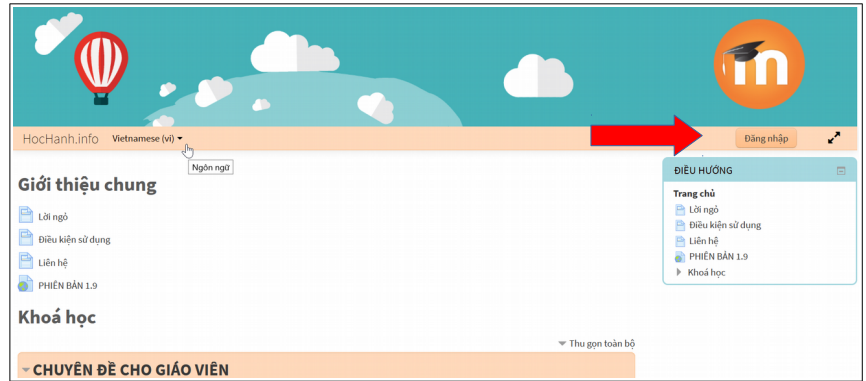 m
HocHanh.info Vietnamese (vi)
Đăng nhập
Ngôn ngữ
Giới thiệu chung
Lời ngỏ
Điều kiện sử dụng
Liên hệ
PHIÊN BẢN 1.9
Khoá học
Thu gọn toàn bộ
CHUYÊN ĐỀ CHO GIÁO VIÊN
ĐIỀU HƯỚNG
Trang chủ
Lời ngỏ
Điều kiện sử dụng
Liên hệ
PHIÊN BẢN 1.9
Khoá học